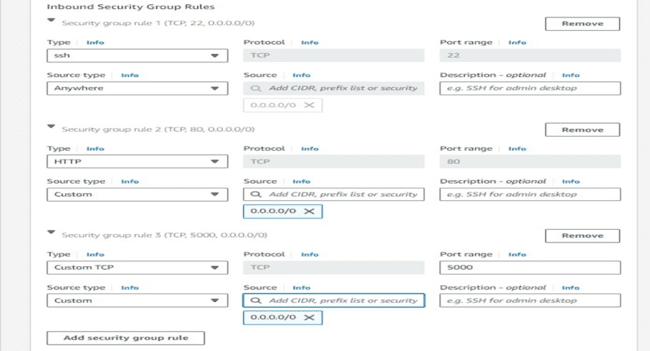 Inbound Security Group Rules
Security group rule 1 (TCP, 22, 0.0.0.0/0)
Remove
Type Info Protocol Info Port range Info
ssh TCP 22
Source type Info Source Info Description - optional Info
Anywhere Add CIDR, prefix list or security e.g. SSH for admin desktop
0.0.0.0/0 ✕
Security group rule 2 (TCP, 80, 0.0.0.0/0)
Remove
Type Info Protocol Info Port range Info
HTTP TCP 80
Source type Info Source Info Description - optional Info
Custom Add CIDR, prefix list or security e.g. SSH for admin desktop
0.0.0.0/0 ✕
Security group rule 3 (TCP, 5000, 0.0.0.0/0)
Remove
Type Info Protocol Info Port range Info
Custom TCP TCP 5000
Source type Info Source Info Description - optional Info
Custom Add CIDR, prefix list or security e.g. SSH for admin desktop
0.0.0.0/0 ✕
Add security group rule